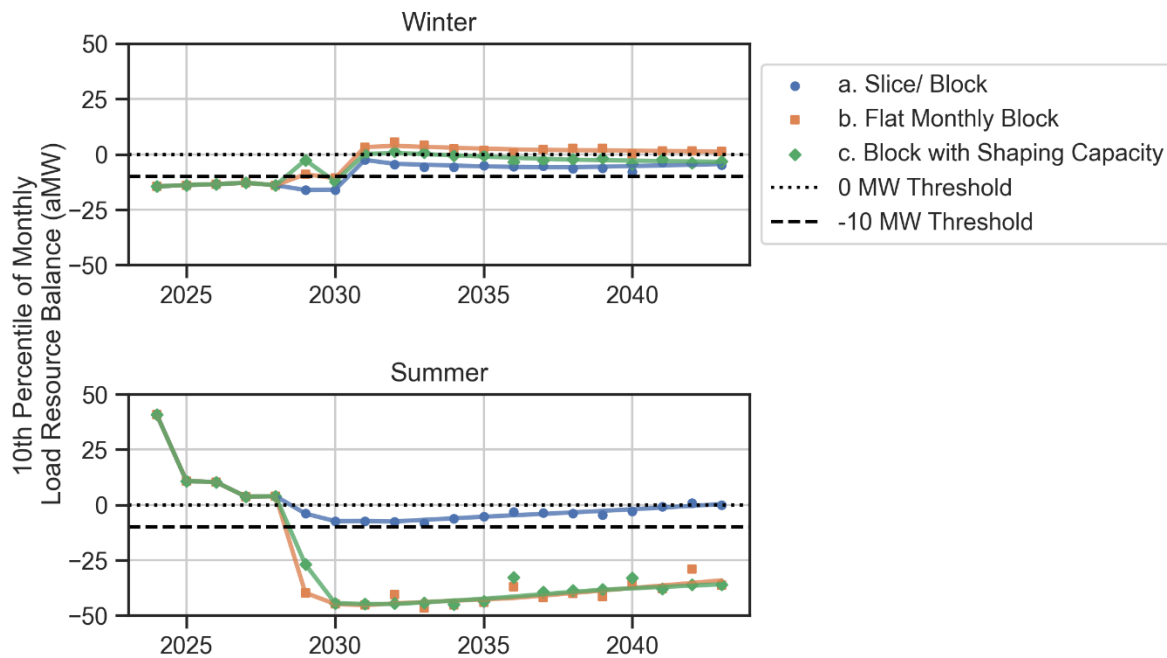 Winter
50
25
0
−25
−50
2025
2030
2035
2040
a. Slice/ Block
b. Flat Monthly Block
c. Block with Shaping Capacity
0 MW Threshold
-10 MW Threshold
10th Percentile of Monthly
Load Resource Balance (aMW)
Summer
50
25
0
−25
−50
2025
2030
2035
2040